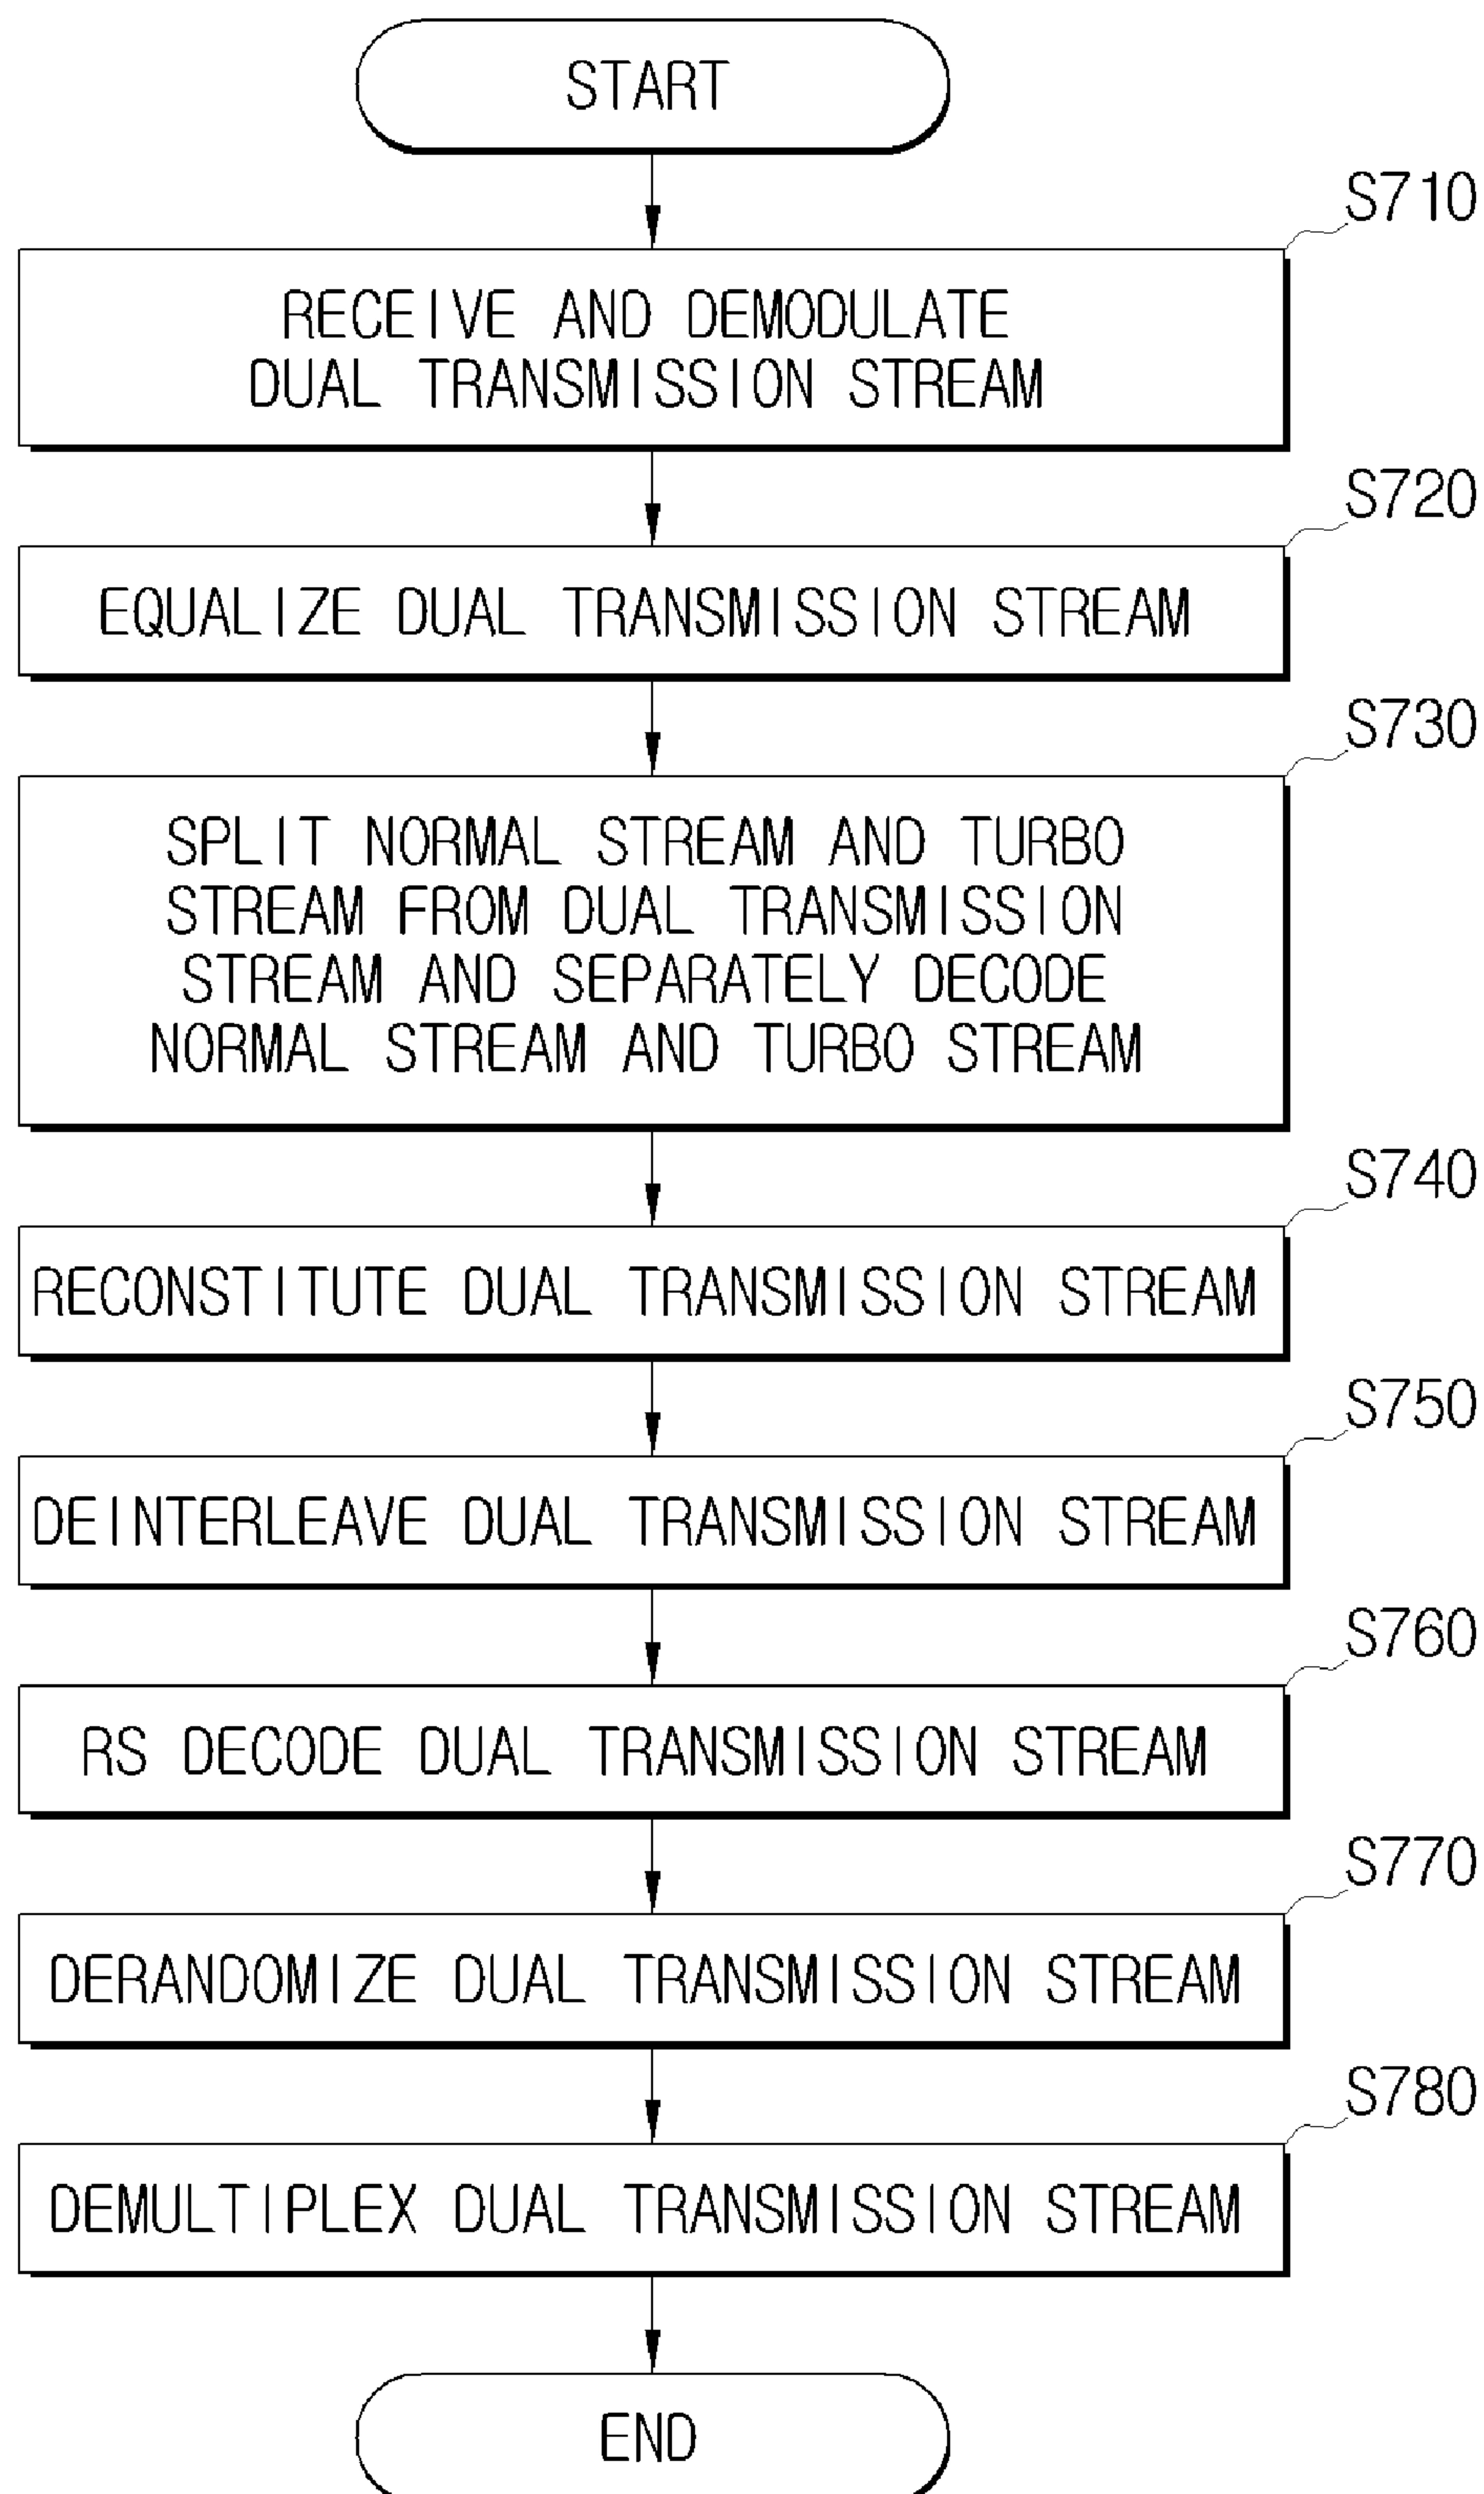 START
S710
RECEIVE AND DEMODULATE
DUAL TRANSMISSION STREAM
S720
EQUALIZE DUAL TRANSMISSION STREAM
S730
SPLIT NORMAL STREAM AND TURBO
STREAM FROM DUAL TRANSMISSION
STREAM AND SEPARATELY DECODE
NORMAL STREAM AND TURBO STREAM
S740
RECONSTITUTE DUAL TRANSMISSION STREAM
S750
DEINTERLEAVE DUAL TRANSMISSION STREAM
S760
RS DECODE DUAL TRANSMISSION STREAM
S770
DERANDOMIZE DUAL TRANSMISSION STREAM
S780
DEMULTIPLEX DUAL TRANSMISSION STREAM
END